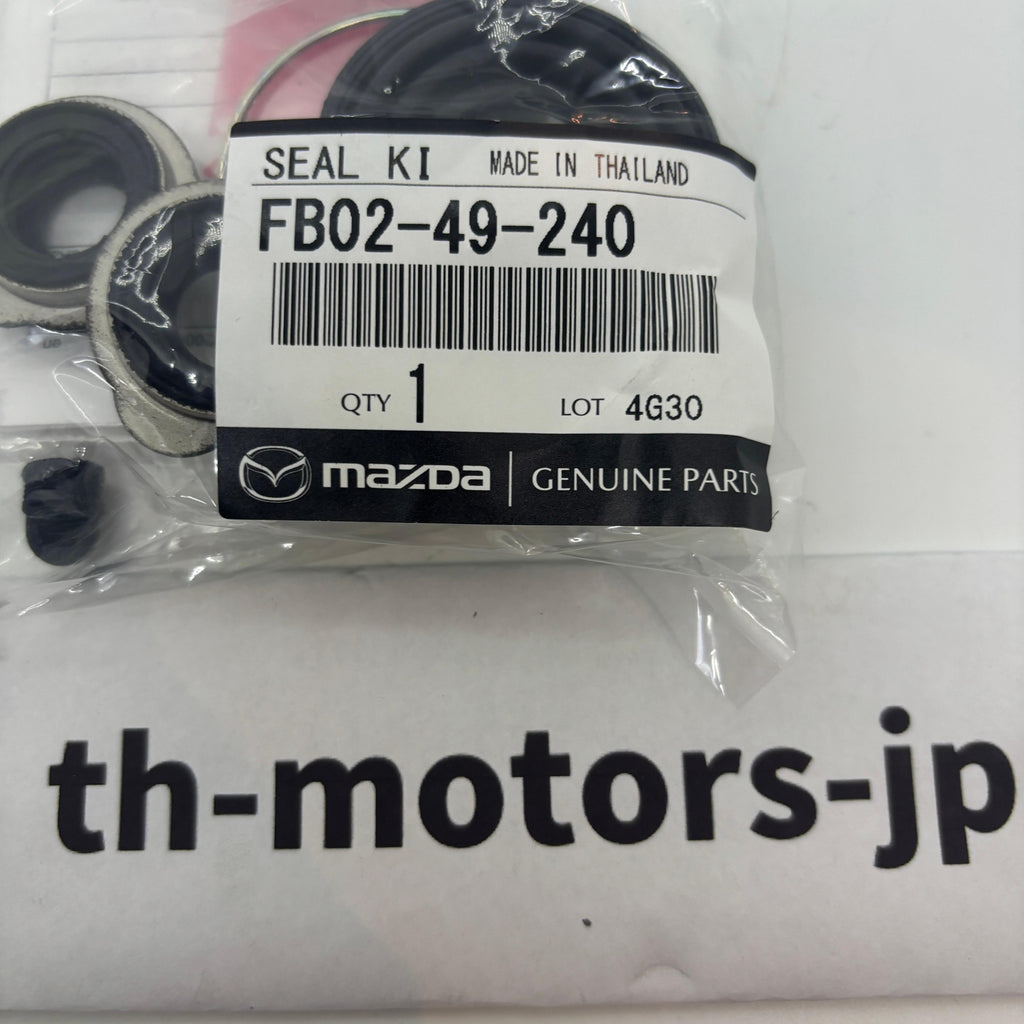 SEAL KI MADE IN THAILAND
FB02-49-240
QTY 1 LOT 4G30
mazda GENUINE PARTS
th-motors-jp